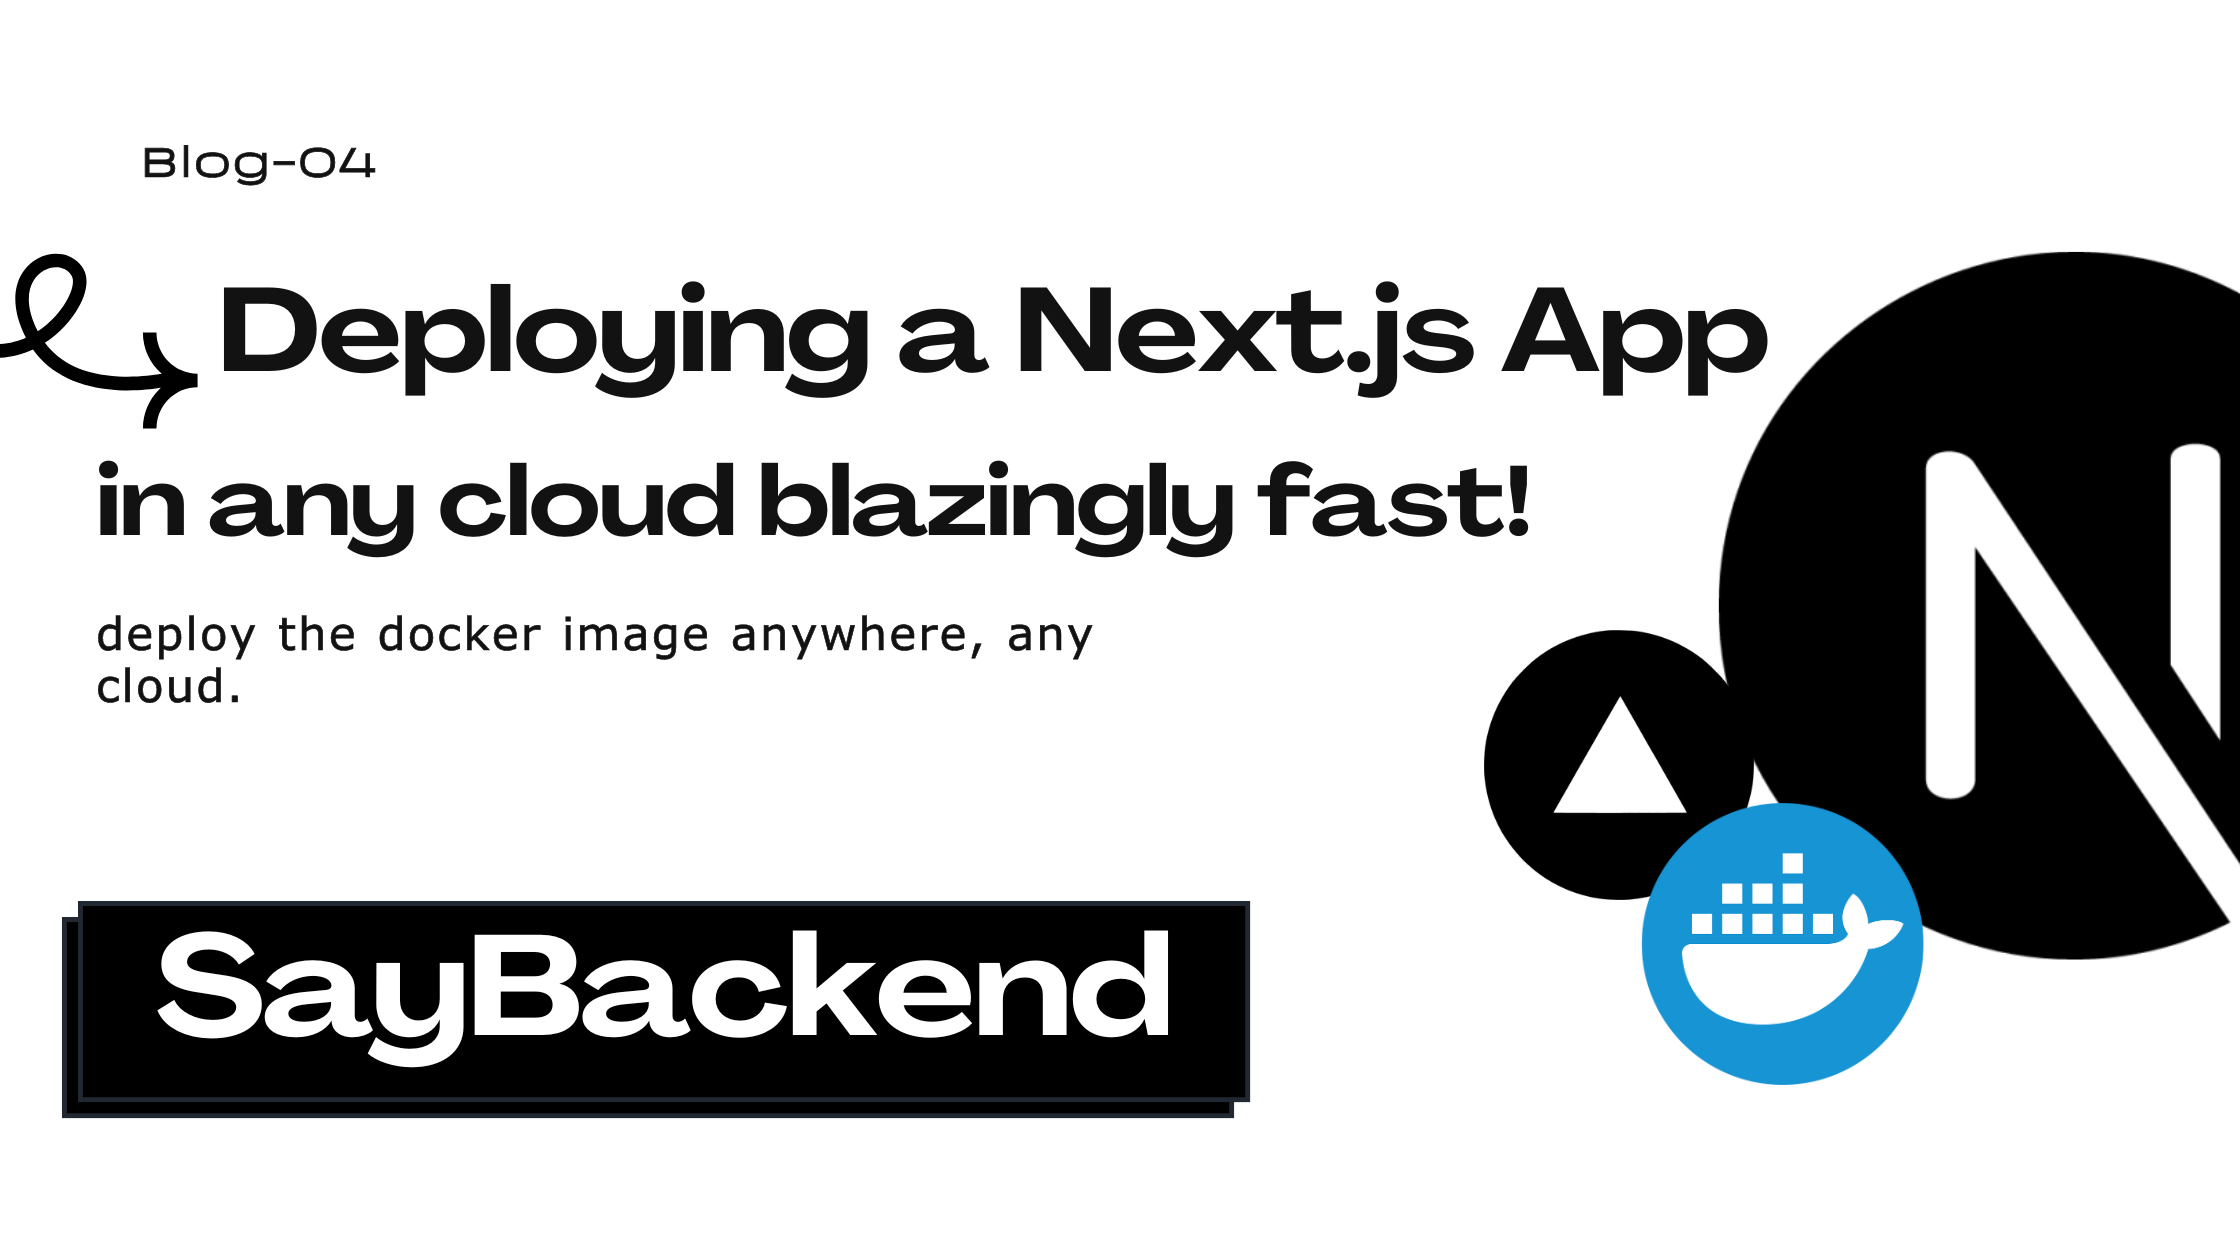 Blog-04
Deploying a Next.js App
in any cloud blazingly fast!
deploy the docker image anywhere, any
cloud.
SayBackend